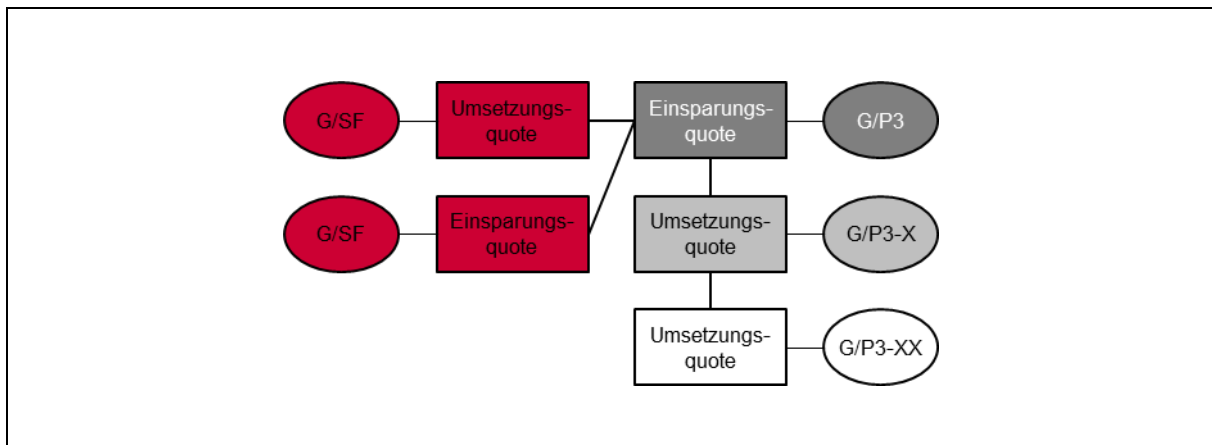 G/SF
Umsetzungs-
quote
Einsparungs-
quote
G/P3
G/SF
Einsparungs-
quote
Umsetzungs-
quote
G/P3-X
Umsetzungs-
quote
G/P3-XX